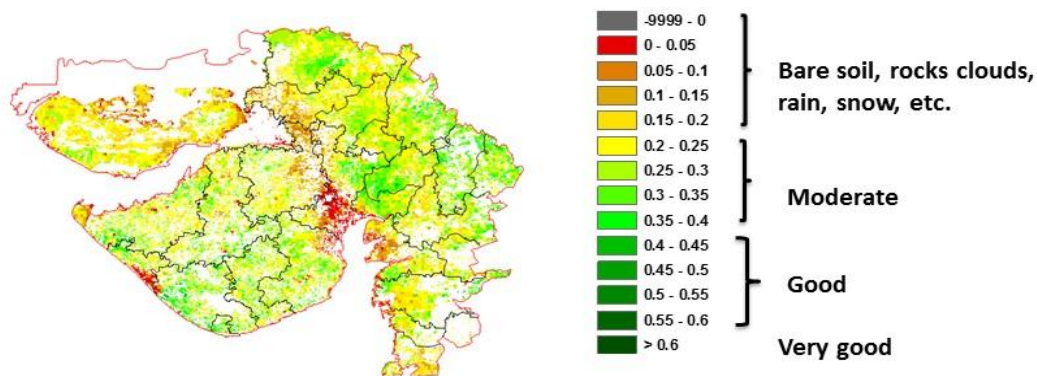 -9999 - 0
0 - 0.05
0.05 - 0.1
0.1 - 0.15
0.15 - 0.2
0.2 - 0.25
0.25 - 0.3
0.3 - 0.35
0.35 - 0.4
0.4 - 0.45
0.45 - 0.5
0.5 - 0.55
0.55 - 0.6
> 0.6
Bare soil, rocks clouds,
rain, snow, etc.
Moderate
Good
Very good